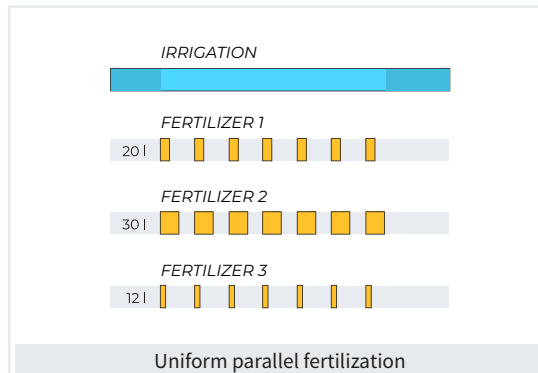 IRRIGATION
FERTILIZER 1
20 l
FERTILIZER 2
30 l
FERTILIZER 3
12 l
Uniform parallel fertilization